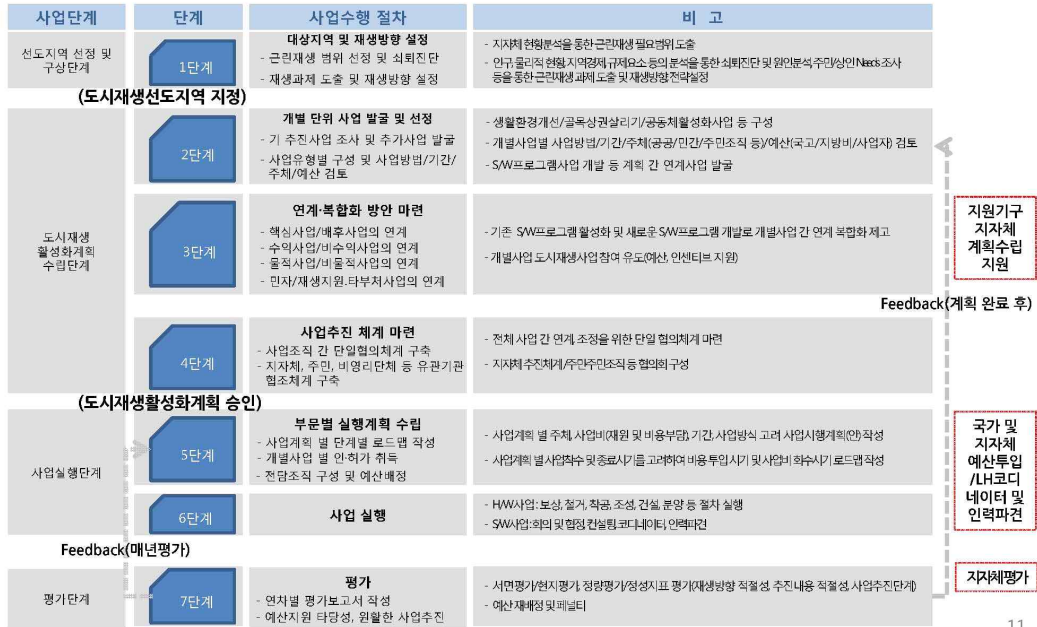 사업단계
단계
사업수행 절차
비 고
선도지역 선정 및
구상단계
1단계
대상지역 및 재생방향 설정
- 근린재생 범위 선정 및 쇠퇴진단
- 재생과제 도출 및 재생방향 설정
- 지자체 현황분석을 통한 근린재생 필요범위 도출
- 인구,물리적 현황,지역경제,규제요소 등의 분석을 통한 쇠퇴진단 및 원인분석,주민/상인 Needs 조사
등을 통한 근린재생 과제 도출 및 재생방향 전략설정
(도시재생선도지역 지정)
도시재생
활성화계획
수립단계
2단계
개별 단위 사업 발굴 및 선정
- 기 추진사업 조사 및 추가사업 발굴
- 사업유형별 구성 및 사업방법/기간/
주체/예산 검토
- 생활환경개선/골목상권살리기/공동체활성화사업 등 구성
- 개별사업별 사업방법/기간/주체(공공/민간/주민조직 등)/예산(국고/지방비/사업자) 검토
- S/W프로그램사업 개발 등 계획 간 연계사업 발굴
3단계
연계·복합화 방안 마련
- 핵심사업/배후사업의 연계
- 수익사업/비수익사업의 연계
- 물적사업/비물적사업의 연계
- 민자/재생지원.타부처사업의 연계
- 기존 S/W프로그램 활성화 및 새로운 S/W프로그램 개발로 개별사업 간 연계 복합화 제고
- 개별사업 도시재생사업 참여 유도(예산, 인센티브 지원)
지원기구
지자체
계획수립
지원
Feedback(계획 완료 후)
4단계
사업추진 체계 마련
- 사업조직 간 단일협의체계 구축
- 지자체, 주민, 비영리단체 등 유관기관
협조체계 구축
- 전체 사업 간 연계, 조정을 위한 단일 협의체계 마련
- 지자체 추진체계/주민주민조직 등 협의회 구성
(도시재생활성화계획 승인)
사업실행단계
5단계
부문별 실행계획 수립
- 사업계획 별 단계별 로드맵 작성
- 개별사업 별 인·허가 취득
- 전담조직 구성 및 예산배정
- 사업계획 별 주체, 사업비(재원 및 비용부담), 기간, 사업방식 고려 사업시행계획(안) 작성
- 사업계획 별 사업착수 및 종료시기를 고려하여 비용 투입 시기 및 사업비 회수시기 로드맵 작성
국가 및
지자체
예산투입
/LH코디
네이터 및
인력파견
6단계
사업 실행
- H/W사업: 보상, 철거, 착공, 조성, 건설, 분양 등 절차 실행
- S/W사업: 회의 및 협정, 컨설팅,코디네이터, 인력파견
Feedback(매년평가)
평가단계
7단계
평가
- 연차별 평가보고서 작성
- 예산지원 타당성, 원활한 사업추진
- 서면평가/현지평가, 정량평가/정성지표 평가(재생방향 적절성, 추진내용 적절성, 사업추진단계)
- 예산 재배정 및 페널티
지자체평가
11